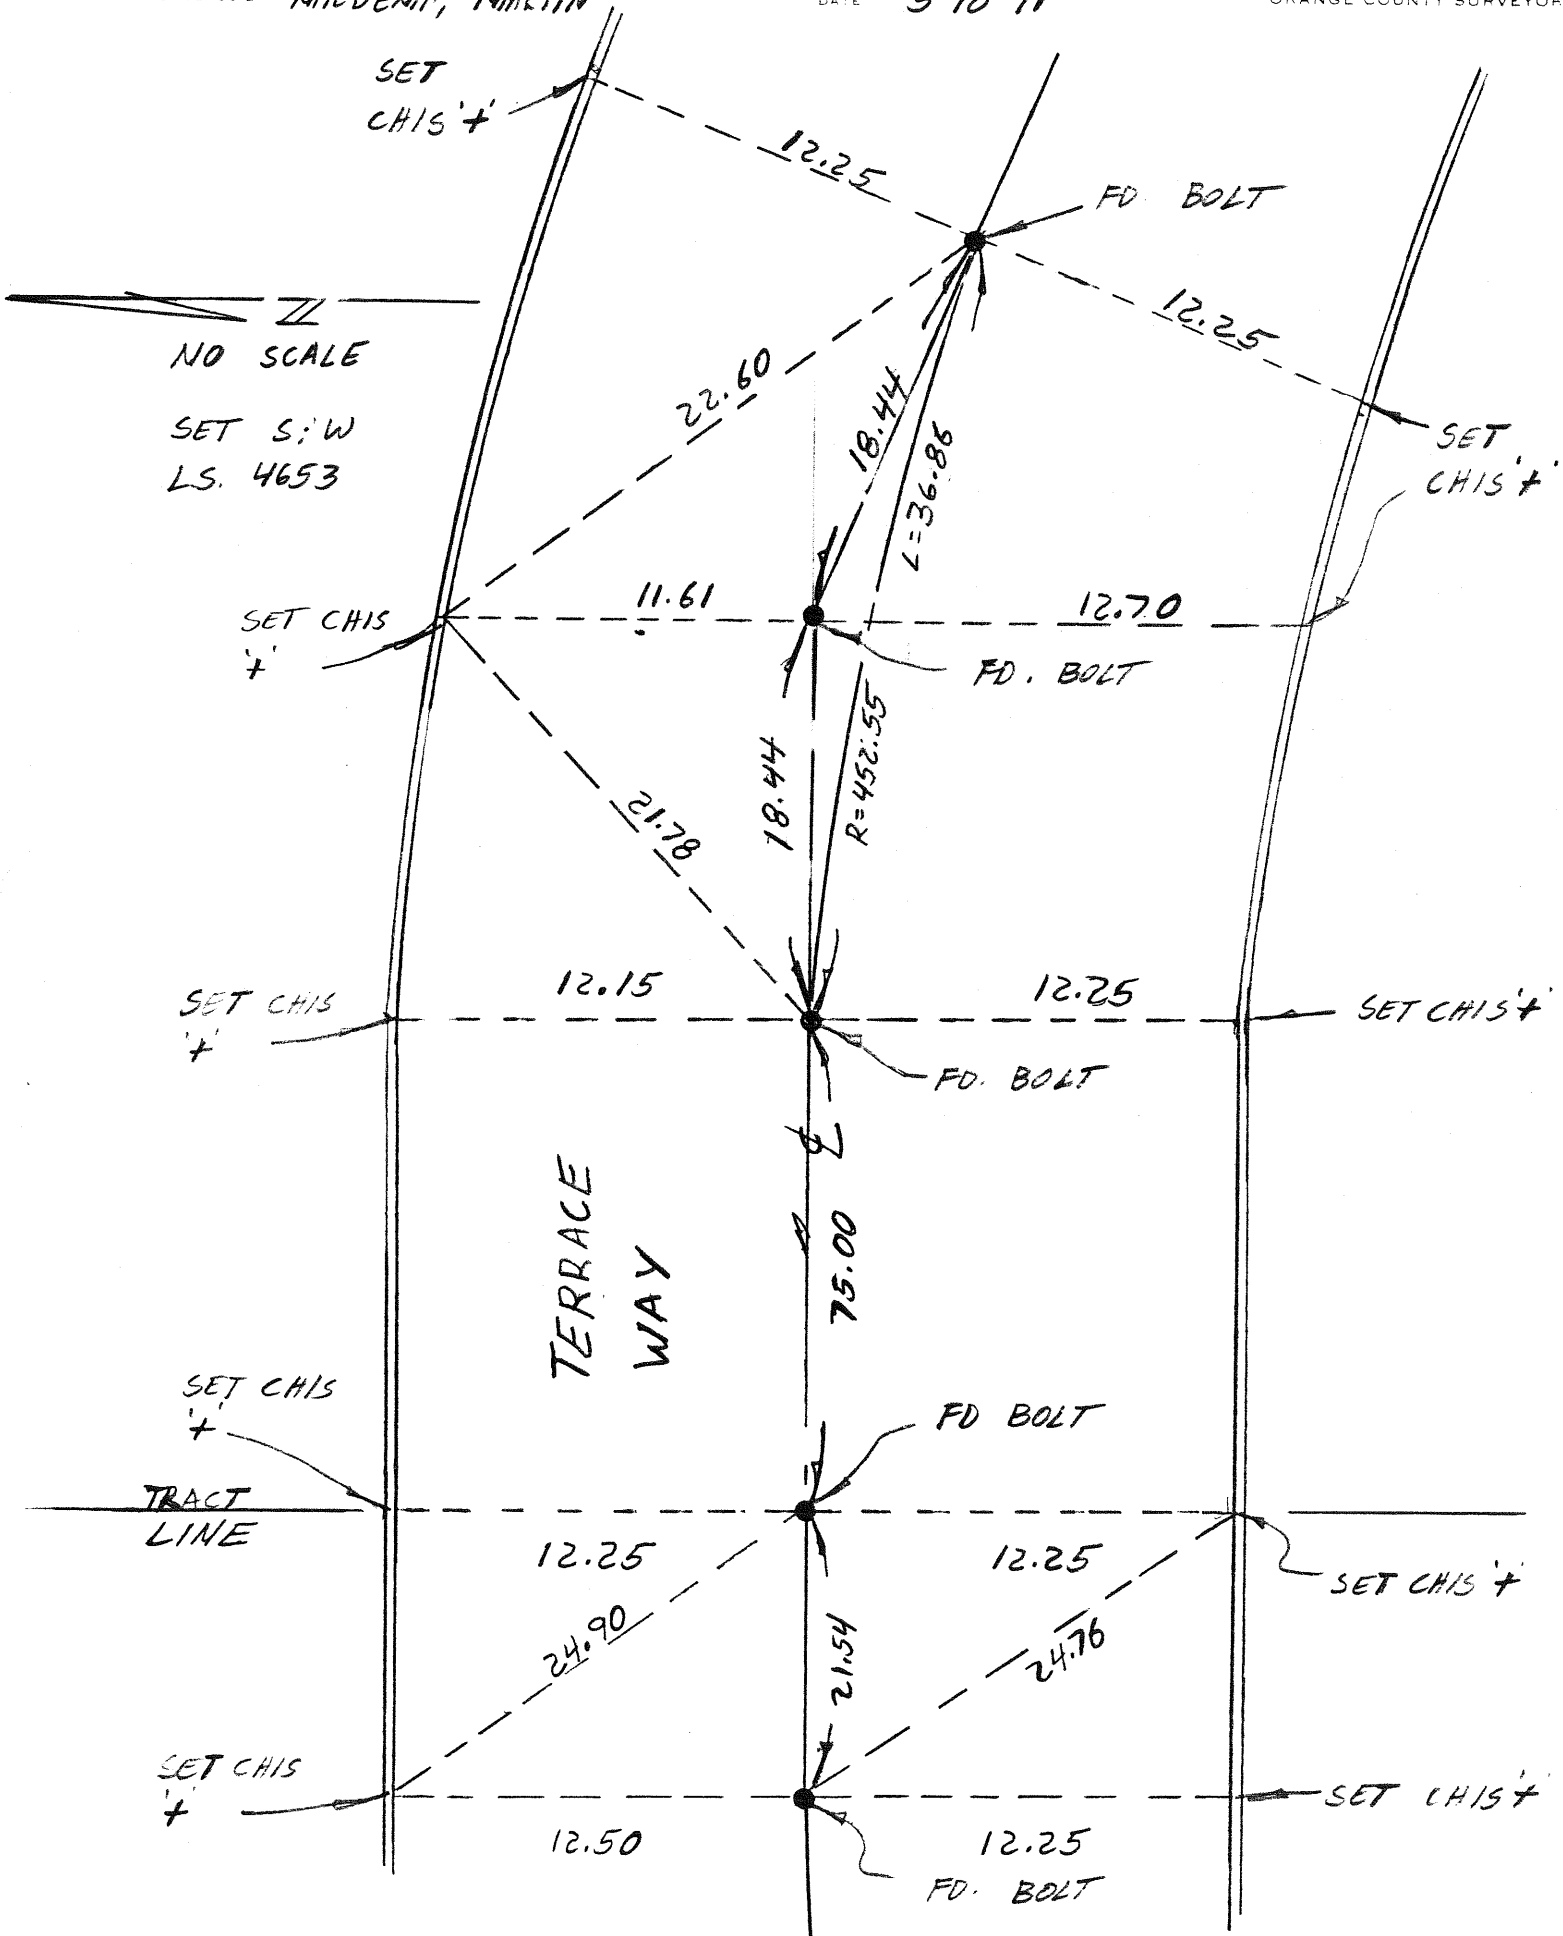 MARTIN
DATE
ORANGE COUNTY SURVEYOR
SET
CHIS '+'
12.25
FD. BOLT
12.25
NO SCALE
SET S;W
LS. 4653
22.60
18.44
L=36.86
SET
CHIS '+'
SET CHIS
'+'
11.61
12.70
FD. BOLT
18.44
R=452.55
21.78
SET CHIS
'+'
12.15
12.25
SET CHIS '+'
FD. BOLT
℄
TERRACE
WAY
75.00
SET CHIS
'+'
FD BOLT
TRACT
LINE
12.25
12.25
SET CHIS '+'
24.90
21.54
24.76
SET CHIS
'+'
SET CHIS '+'
12.50
12.25
FD. BOLT